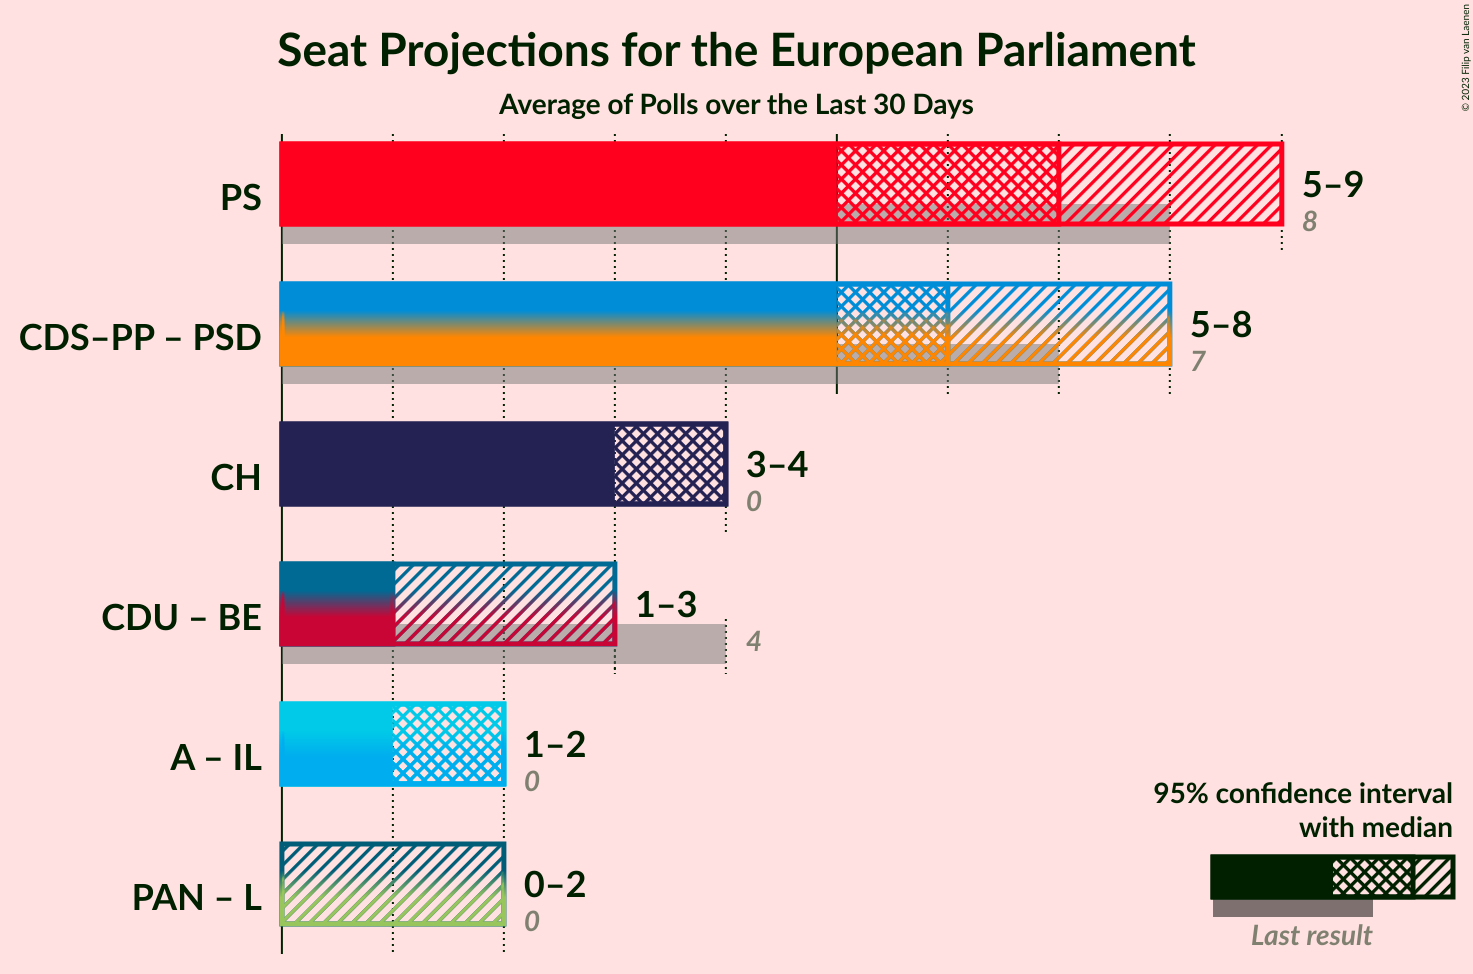 Seat Projections for the European Parliament
Average of Polls over the Last 30 Days
© 2023 Filip van Laenen
PS
5–9
8
CDS–PP – PSD
5–8
7
CH
3–4
0
CDU – BE
1–3
4
A – IL
1–2
0
PAN – L
0–2
0
95% confidence interval
with median
Last result